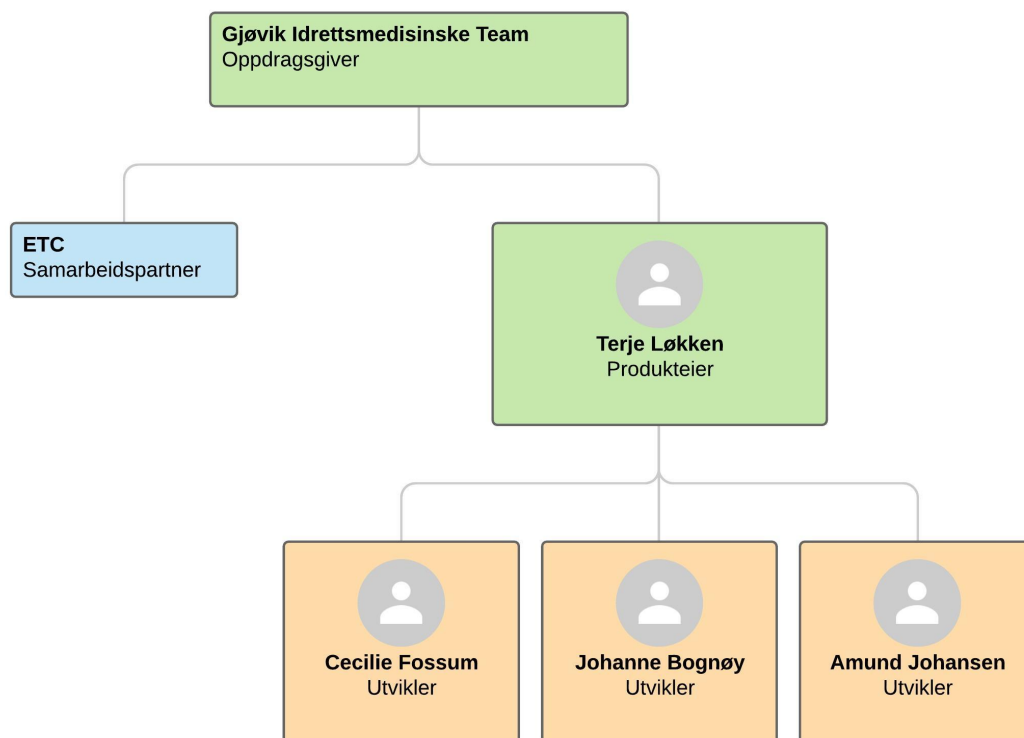 Gjøvik Idrettsmedisinske Team
Oppdragsgiver
ETC
Samarbeidspartner
Terje Løkken
Produkteier
Cecilie Fossum
Utvikler
Johanne Bognøy
Utvikler
Amund Johansen
Utvikler